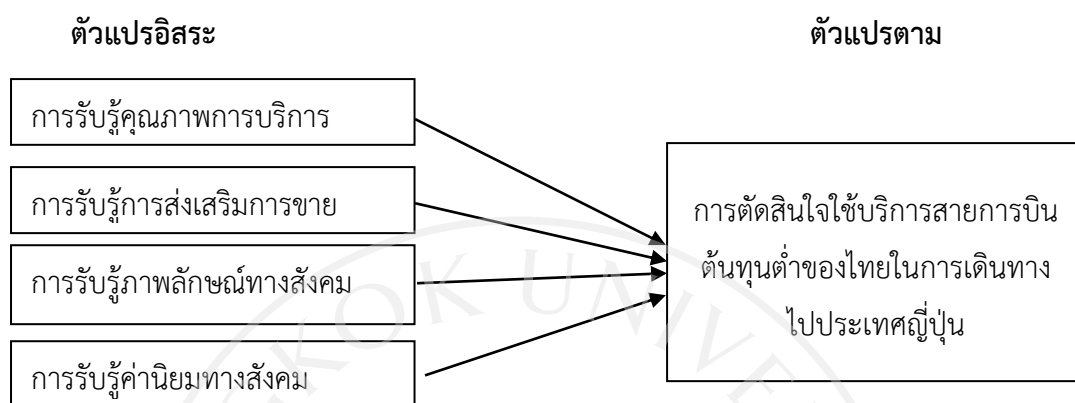 ตัวแปรอิสระ
ตัวแปรตาม
การรับรู้คุณภาพการบริการ
การรับรู้การส่งเสริมการขาย
การรับรู้ภาพลักษณ์ทางสังคม
การรับรู้ค่านิยมทางสังคม
การตัดสินใจใช้บริการสายการบิน
ต้นทุนต่ำของไทยในการเดินทาง
ไปประเทศญี่ปุ่น
KOK UNIVE